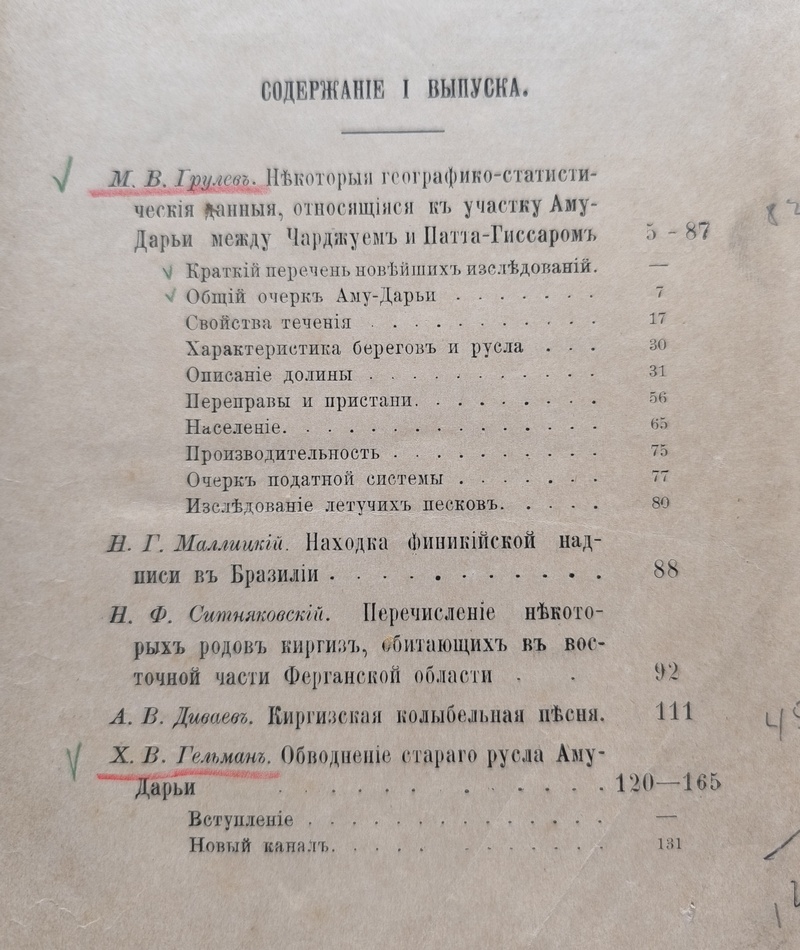 СОДЕРЖАНІЕ I ВЫПУСКА.
М. В. Грулевъ. Нѣкоторыя географико-статисти-
ческія данныя, относящіяся къ участку Аму-
Дарьи между Чарджуемъ и Патта-Гиссаромъ 5 - 87
Краткій перечень новѣйшихъ изслѣдованій. —
Общій очеркъ Аму-Дарьи . . . . . . . 7
Свойства теченія . . . . . . . . . . . 17
Характеристика береговъ и русла . . . 30
Описаніе долины . . . . . . . . . . . 31
Переправы и пристани. . . . . . . . . 56
Населеніе. . . . . . . . . . . . . . . 65
Производительность . . . . . . . . . . 75
Очеркъ податной системы . . . . . . . 77
Изслѣдованіе летучихъ песковъ. . . . . 80
Н. Г. Маллицкій. Находка финикійской над-
писи въ Бразиліи . . . . . . . . . . . 88
Н. Ф. Ситняковскій. Перечисленіе нѣкото-
рыхъ родовъ киргизъ, обитающихъ въ вос-
точной части Ферганской области . . 92
А. В. Диваевъ. Киргизская колыбельная пѣсня. 111
Х. В. Гельманъ. Обводненіе стараго русла Аму-
Дарьи . . . . . . . . . . . . 120—165
Вступленіе . . . . . . . . . . . . . . —
Новый каналъ. . . . . . . . . . . . 131